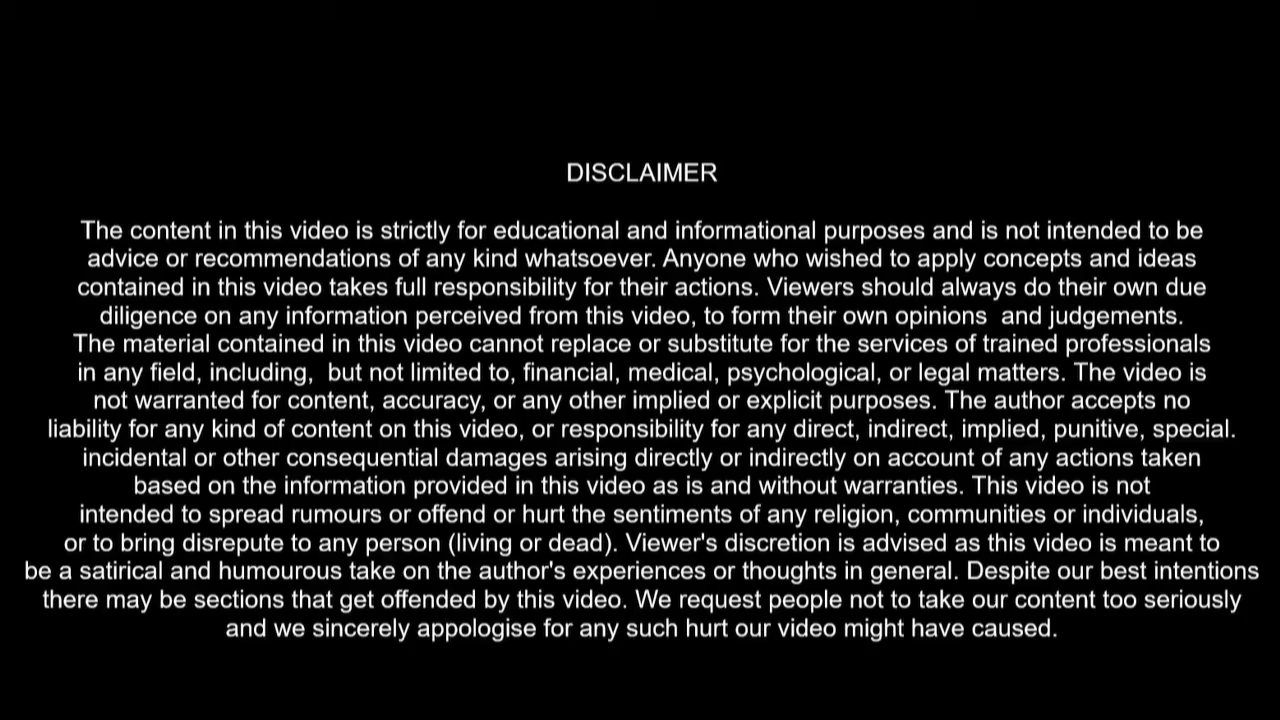 DISCLAIMER
The content in this video is strictly for educational and informational purposes and is not intended to be
advice or recommendations of any kind whatsoever. Anyone who wished to apply concepts and ideas
contained in this video takes full responsibility for their actions. Viewers should always do their own due
diligence on any information perceived from this video, to form their own opinions  and judgements.
The material contained in this video cannot replace or substitute for the services of trained professionals
in any field, including,  but not limited to, financial, medical, psychological, or legal matters. The video is
not warranted for content, accuracy, or any other implied or explicit purposes. The author accepts no
liability for any kind of content on this video, or responsibility for any direct, indirect, implied, punitive, special.
incidental or other consequential damages arising directly or indirectly on account of any actions taken
based on the information provided in this video as is and without warranties. This video is not
intended to spread rumours or offend or hurt the sentiments of any religion, communities or individuals,
or to bring disrepute to any person (living or dead). Viewer's discretion is advised as this video is meant to
be a satirical and humourous take on the author's experiences or thoughts in general. Despite our best intentions
there may be sections that get offended by this video. We request people not to take our content too seriously
and we sincerely appologise for any such hurt our video might have caused.